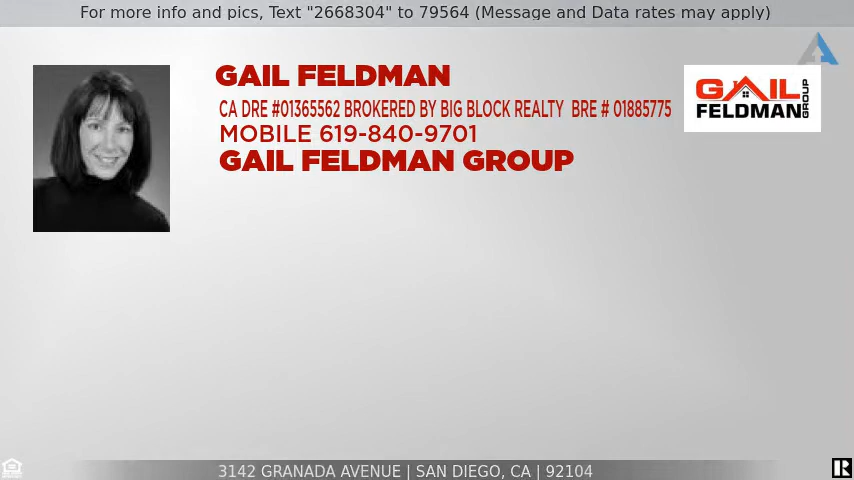 For more info and pics, Text "2668304" to 79564 (Message and Data rates may apply)
GAIL FELDMAN
CA DRE #01365562 BROKERED BY BIG BLOCK REALTY BRE # 01885775
MOBILE 619-840-9701
GAIL FELDMAN GROUP
GAIL
FELDMAN
GROUP
3142 GRANADA AVENUE | SAN DIEGO, CA | 92104